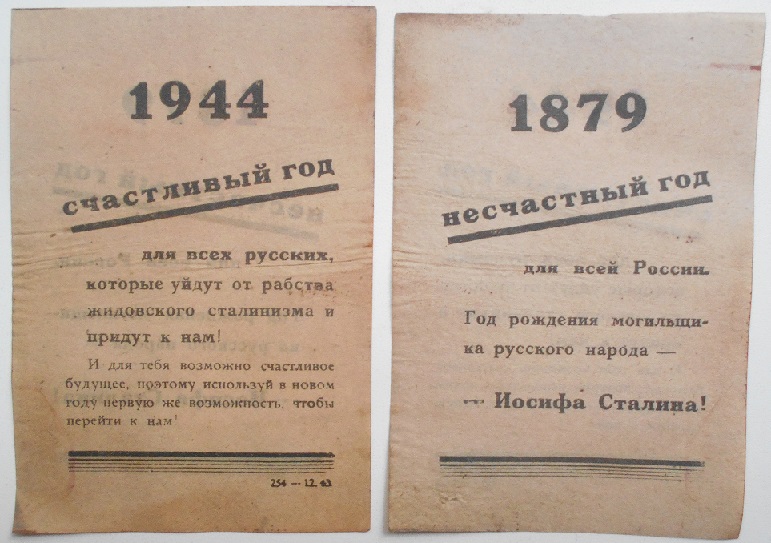 1944
счастливый год
для всех русских,
которые уйдут от рабства
жидовского сталинизма и
придут к нам!
И для тебя возможно счастливое
будущее, поэтому используй в новом
году первую же возможность, чтобы
перейти к нам!
254 — 12. 43
1879
несчастный год
для всей России.
Год рождения могильщи-
ка русского народа —
— Иосифа Сталина!